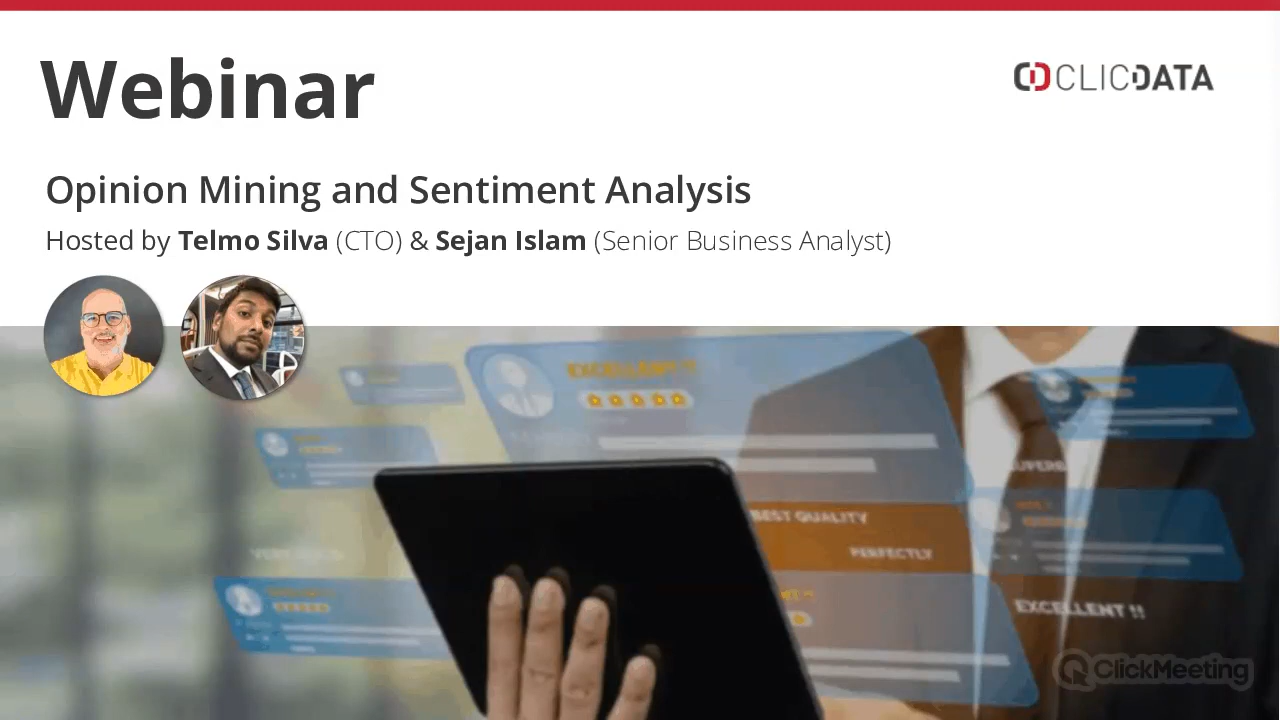 Webinar
CLICDATA
Opinion Mining and Sentiment Analysis
Hosted by Telmo Silva (CTO) & Sejan Islam (Senior Business Analyst)
EXCELLENT !!
SUPERB
BEST QUALITY
PERFECTLY
EXCELLENT !!
ClickMeeting